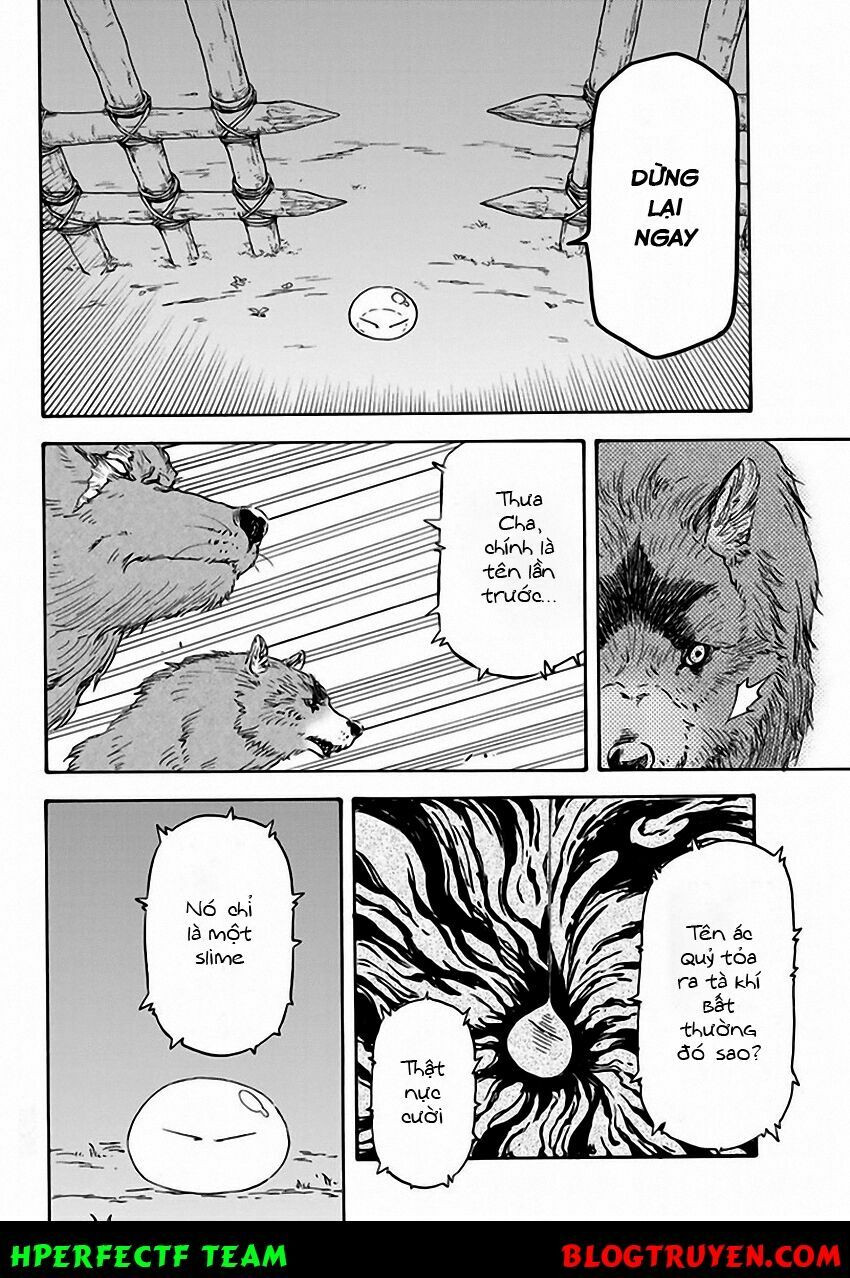 DỪNG
LẠI
NGAY
Thưa
Cha,
chính là
tên lần
trước...
Tên ác
Quỷ tỏa
ra tà khí
Bất
thường
đó sao?
Thật
nực
cười
Nó chỉ
là một
slime
HPERFECTF TEAM
BLOGTRUYEN.COM